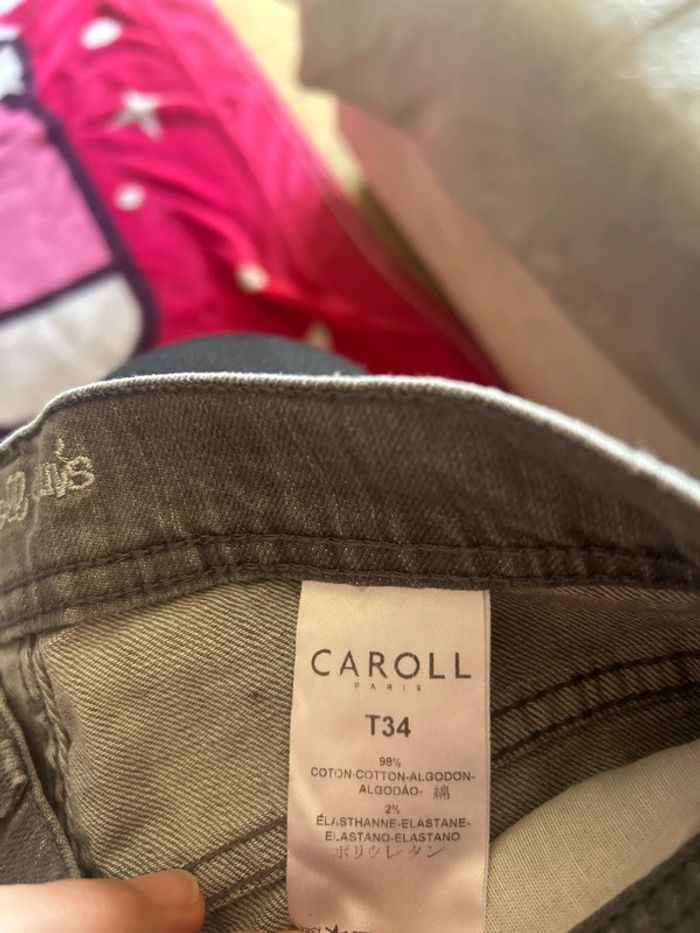 CAROLL
PARIS
T34
98%
COTON-COTTON-ALGODON-
ALGODÃO- 綿
2%
ÉLASTHANNE-ELASTANE-
ELASTANO-ELASTANO
ポリウレタン